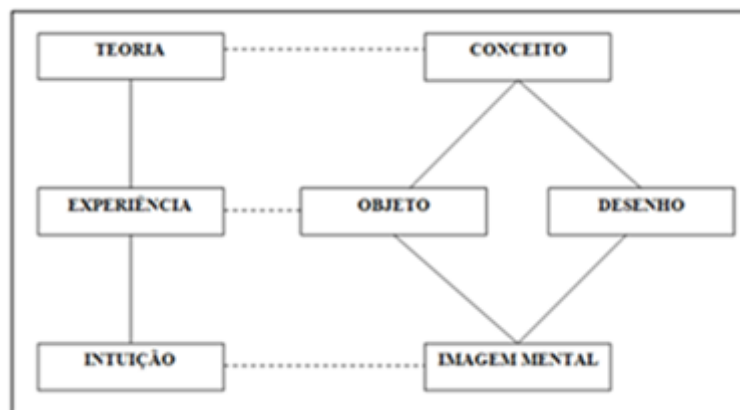 TEORIA
CONCEITO
EXPERIÊNCIA
OBJETO
DESENHO
INTUIÇÃO
IMAGEM MENTAL